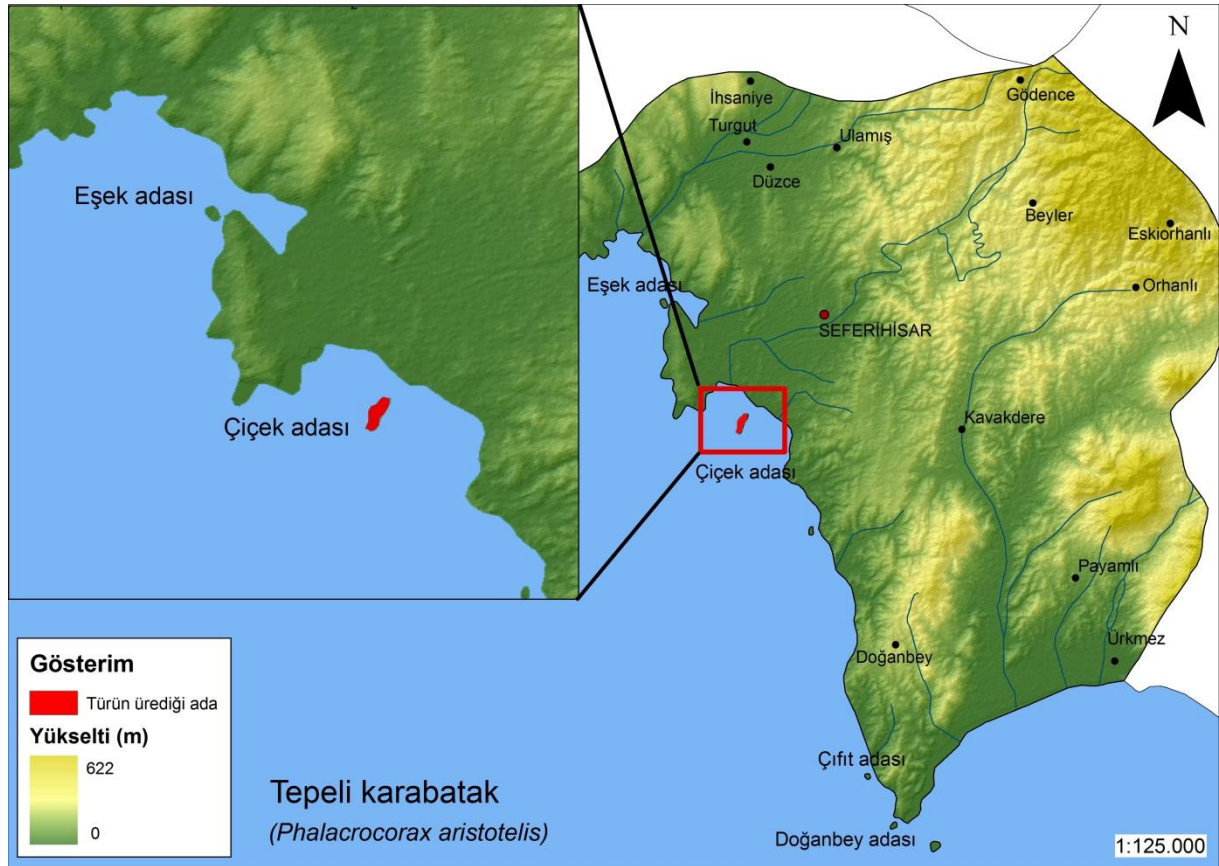 Eşek adası
Çiçek adası
N
İhsaniye
Gödence
Turgut
Ulamış
Düzce
Beyler
Eskiorhanlı
Eşek adası
Orhanlı
SEFERİHİSAR
Kavakdere
Çiçek adası
Payamlı
Ürkmez
Doğanbey
Çıfıt adası
Doğanbey adası
Gösterim
Türün ürediği ada
Yükselti (m)
622
0
Tepeli karabatak
(Phalacrocorax aristotelis)
1:125.000